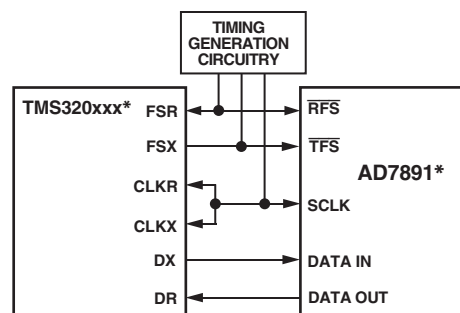 TIMING
GENERATION
CIRCUITRY
TMS320xxx*
FSR
RFS
FSX
TFS
AD7891*
CLKR
SCLK
CLKX
DX
DATA IN
DR
DATA OUT